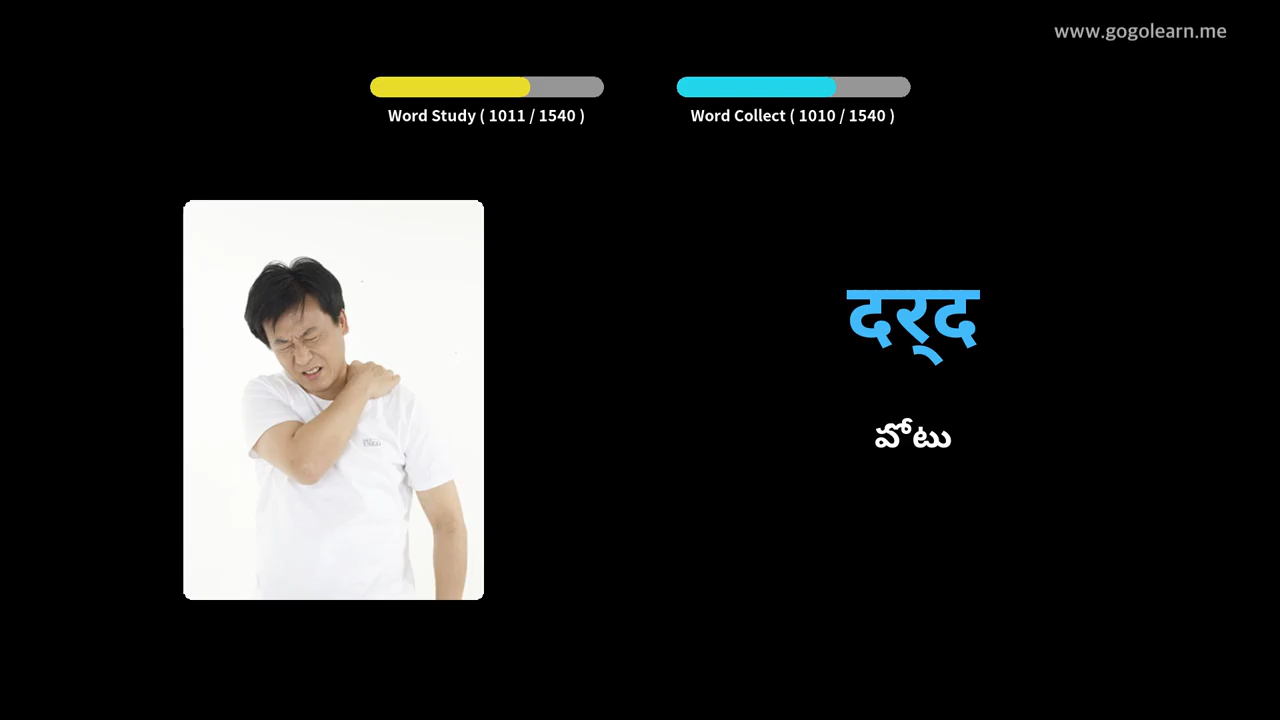 www.gogolearn.me
Word Study ( 1011 / 1540 )
Word Collect ( 1010 / 1540 )
दर्‌द
పోటు